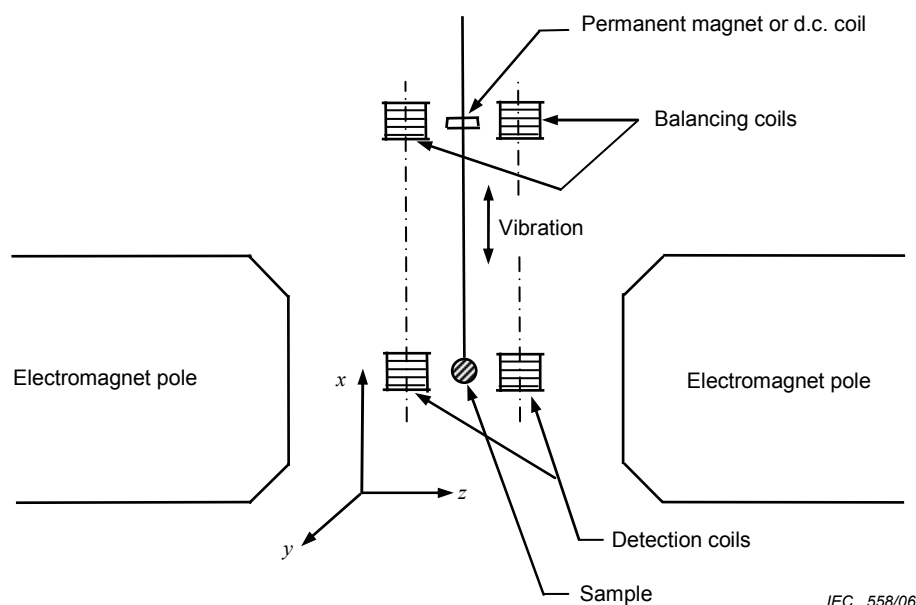 Permanent magnet or d.c. coil
Balancing coils
Vibration
Electromagnet pole
Electromagnet pole
x
z
y
Detection coils
Sample
IEC 558/06